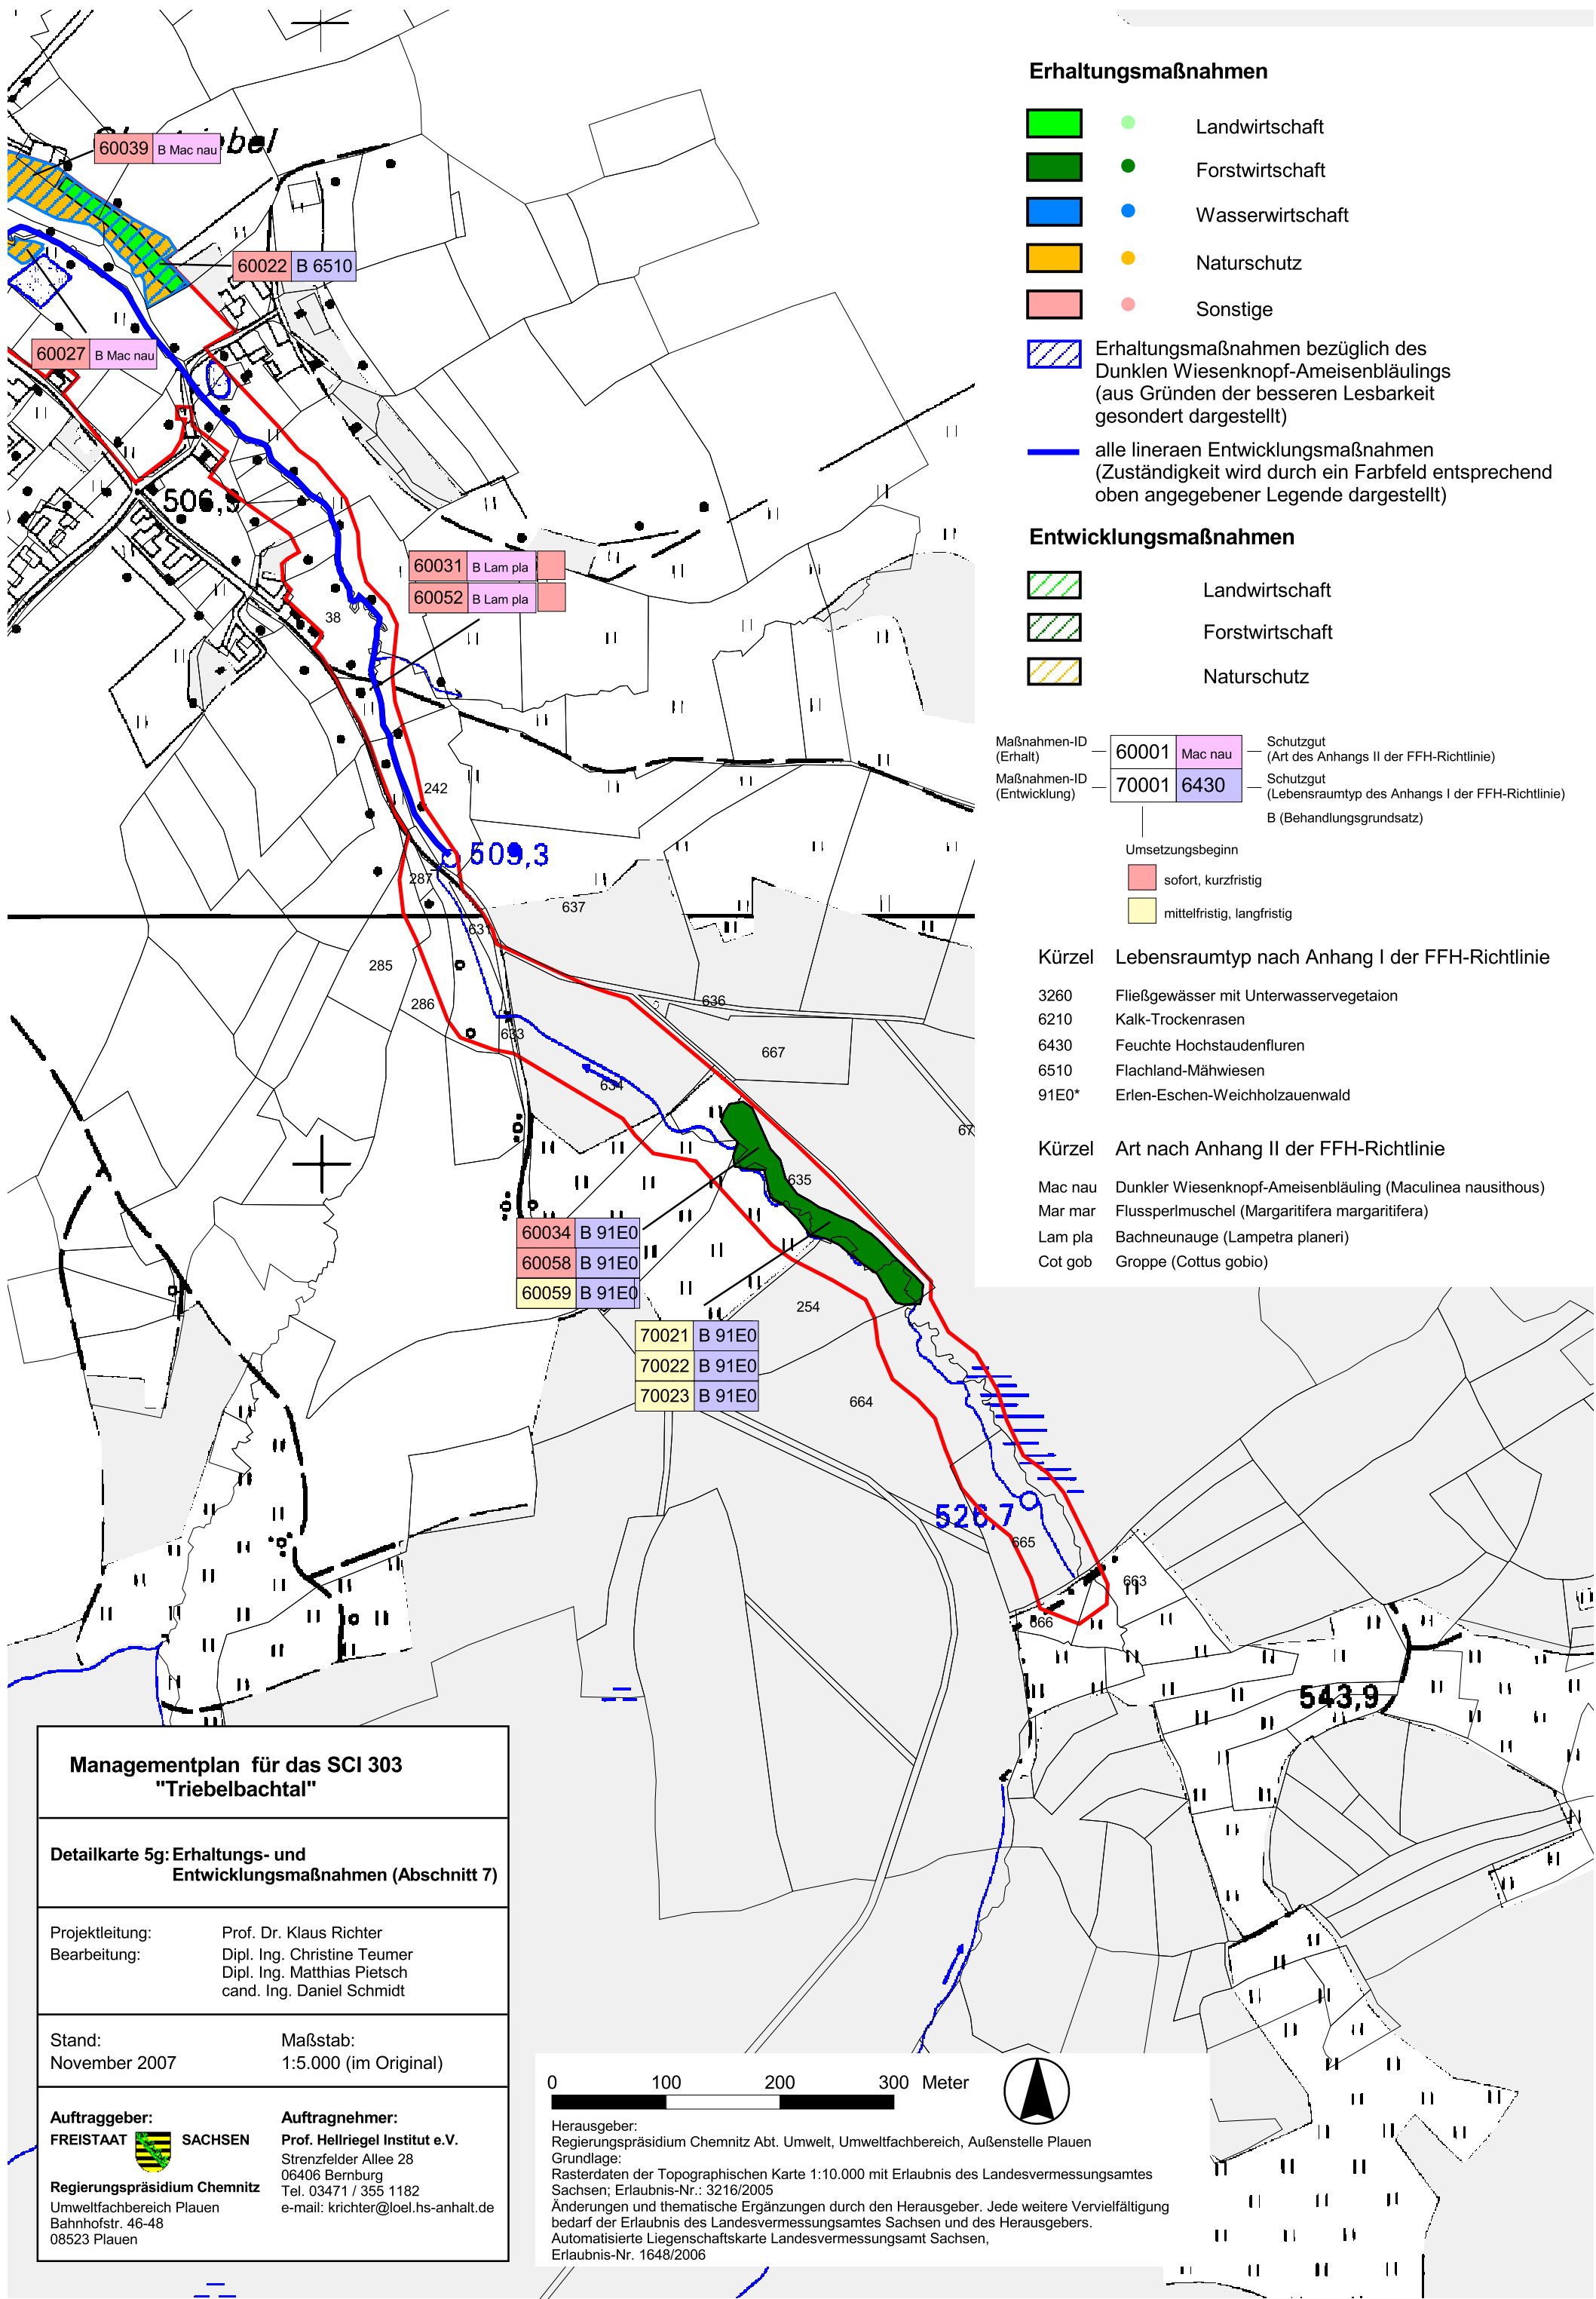 60039 B Mac nau
bel
60022 B 6510
60027 B Mac nau
506,9
60031 B Lam pla
60052 B Lam pla
38
242
509,3
287
637
631
285
286
636
633
667
634
67
635
60034 B 91E0
60058 B 91E0
60059 B 91E0
254
70021 B 91E0
70022 B 91E0
70023 B 91E0
664
526,7
665
663
666
543,9
Erhaltungsmaßnahmen
Landwirtschaft
Forstwirtschaft
Wasserwirtschaft
Naturschutz
Sonstige
Erhaltungsmaßnahmen bezüglich des
Dunklen Wiesenknopf-Ameisenbläulings
(aus Gründen der besseren Lesbarkeit
gesondert dargestellt)
alle lineraen Entwicklungsmaßnahmen
(Zuständigkeit wird durch ein Farbfeld entsprechend
oben angegebener Legende dargestellt)
Entwicklungsmaßnahmen
Landwirtschaft
Forstwirtschaft
Naturschutz
Maßnahmen-ID
(Erhalt)
60001 Mac nau
Schutzgut
(Art des Anhangs II der FFH-Richtlinie)
Maßnahmen-ID
(Entwicklung)
70001 6430
Schutzgut
(Lebensraumtyp des Anhangs I der FFH-Richtlinie)
B (Behandlungsgrundsatz)
Umsetzungsbeginn
sofort, kurzfristig
mittelfristig, langfristig
Kürzel Lebensraumtyp nach Anhang I der FFH-Richtlinie
3260 Fließgewässer mit Unterwasservegetaion
6210 Kalk-Trockenrasen
6430 Feuchte Hochstaudenfluren
6510 Flachland-Mähwiesen
91E0* Erlen-Eschen-Weichholzauenwald
Kürzel Art nach Anhang II der FFH-Richtlinie
Mac nau Dunkler Wiesenknopf-Ameisenbläuling (Maculinea nausithous)
Mar mar Flussperlmuschel (Margaritifera margaritifera)
Lam pla Bachneunauge (Lampetra planeri)
Cot gob Groppe (Cottus gobio)
Managementplan für das SCI 303
"Triebelbachtal"
Detailkarte 5g: Erhaltungs- und
Entwicklungsmaßnahmen (Abschnitt 7)
Projektleitung: Prof. Dr. Klaus Richter
Bearbeitung: Dipl. Ing. Christine Teumer
Dipl. Ing. Matthias Pietsch
cand. Ing. Daniel Schmidt
Stand: Maßstab:
November 2007 1:5.000 (im Original)
Auftraggeber:
FREISTAAT SACHSEN
Regierungspräsidium Chemnitz
Umweltfachbereich Plauen
Bahnhofstr. 46-48
08523 Plauen
Auftragnehmer:
Prof. Hellriegel Institut e.V.
Strenzfelder Allee 28
06406 Bernburg
Tel. 03471 / 355 1182
e-mail: krichter@loel.hs-anhalt.de
0 100 200 300 Meter
Herausgeber:
Regierungspräsidium Chemnitz Abt. Umwelt, Umweltfachbereich, Außenstelle Plauen
Grundlage:
Rasterdaten der Topographischen Karte 1:10.000 mit Erlaubnis des Landesvermessungsamtes
Sachsen; Erlaubnis-Nr.: 3216/2005
Änderungen und thematische Ergänzungen durch den Herausgeber. Jede weitere Vervielfältigung
bedarf der Erlaubnis des Landesvermessungsamtes Sachsen und des Herausgebers.
Automatisierte Liegenschaftskarte Landesvermessungsamt Sachsen,
Erlaubnis-Nr. 1648/2006